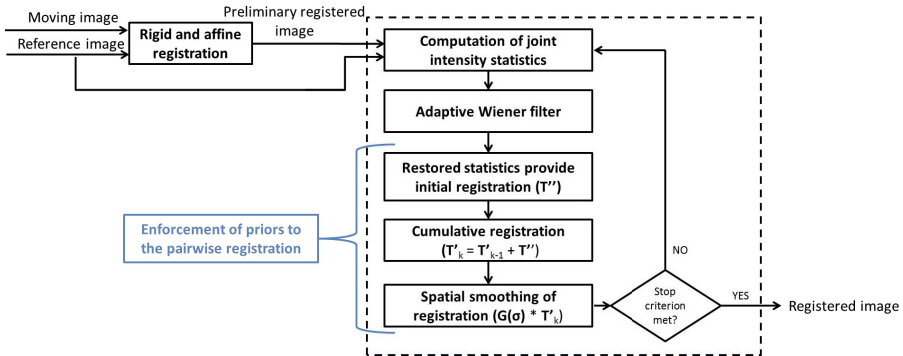 Moving image
Reference image
Rigid and affine
registration
Preliminary registered
image
Computation of joint
intensity statistics
Adaptive Wiener filter
Restored statistics provide
initial registration (T’’)
Enforcement of priors to
the pairwise registration
Cumulative registration
(T’k = T’k-1 + T’’)
Spatial smoothing of
registration (G(σ) * T’k)
Stop
criterion
met?
NO
YES
Registered image